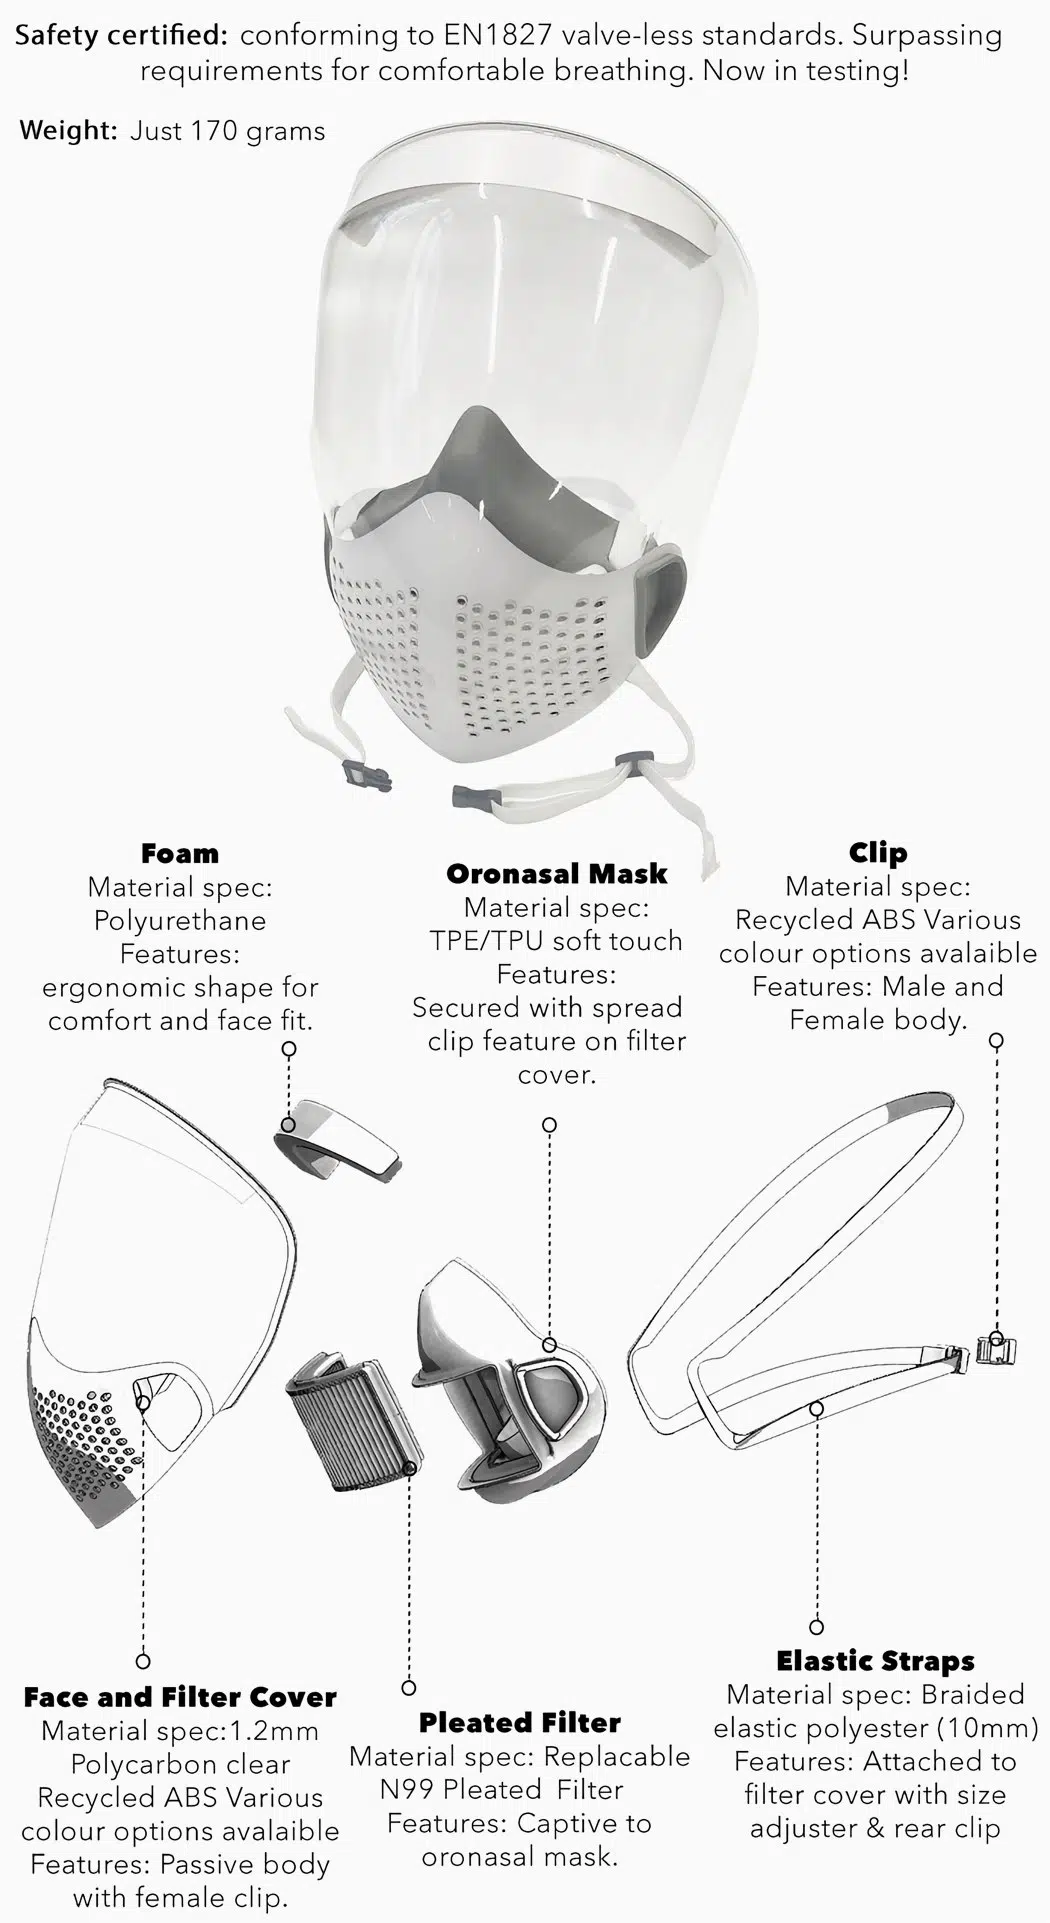 Safety certified: conforming to EN1827 valve-less standards. Surpassing
requirements for comfortable breathing. Now in testing!
Weight: Just 170 grams
Foam
Material spec:
Polyurethane
Features:
ergonomic shape for
comfort and face fit.
Oronasal Mask
Material spec:
TPE/TPU soft touch
Features:
Secured with spread
clip feature on filter
cover.
Clip
Material spec:
Recycled ABS Various
colour options avalaible
Features: Male and
Female body.
Face and Filter Cover
Material spec:1.2mm
Polycarbon clear
Recycled ABS Various
colour options avalaible
Features: Passive body
with female clip.
Pleated Filter
Material spec: Replacable
N99 Pleated Filter
Features: Captive to
oronasal mask.
Elastic Straps
Material spec: Braided
elastic polyester (10mm)
Features: Attached to
filter cover with size
adjuster & rear clip